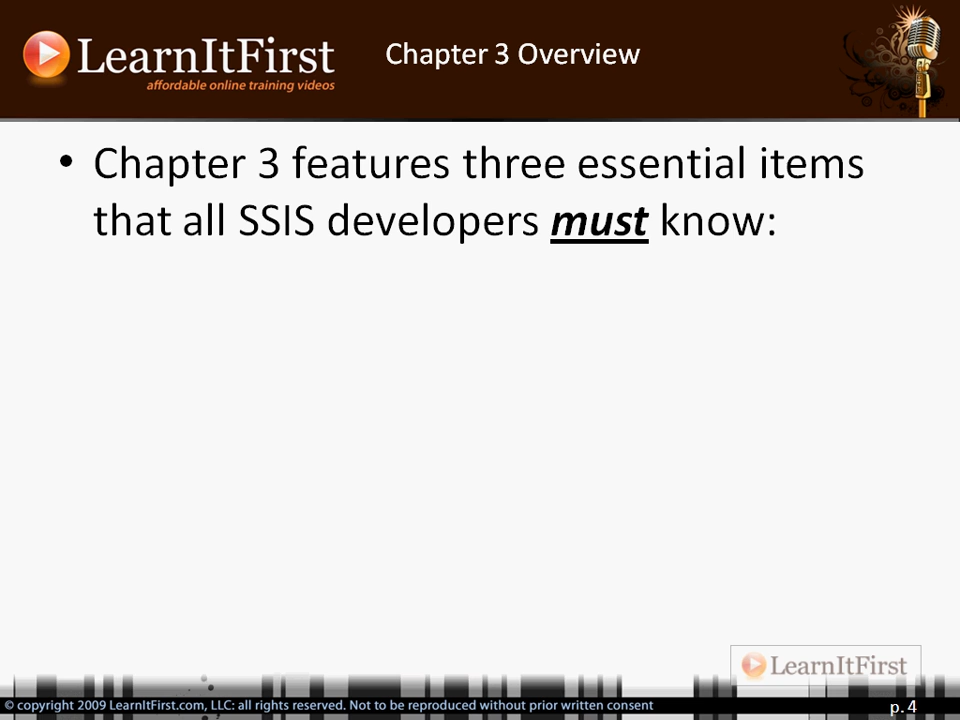 LearnItFirst
affordable online training videos
Chapter 3 Overview
• Chapter 3 features three essential items
that all SSIS developers must know:
LearnItFirst
© copyright 2009 LearnItFirst.com, LLC: all rights reserved. Not to be reproduced without prior written consent
p. 4